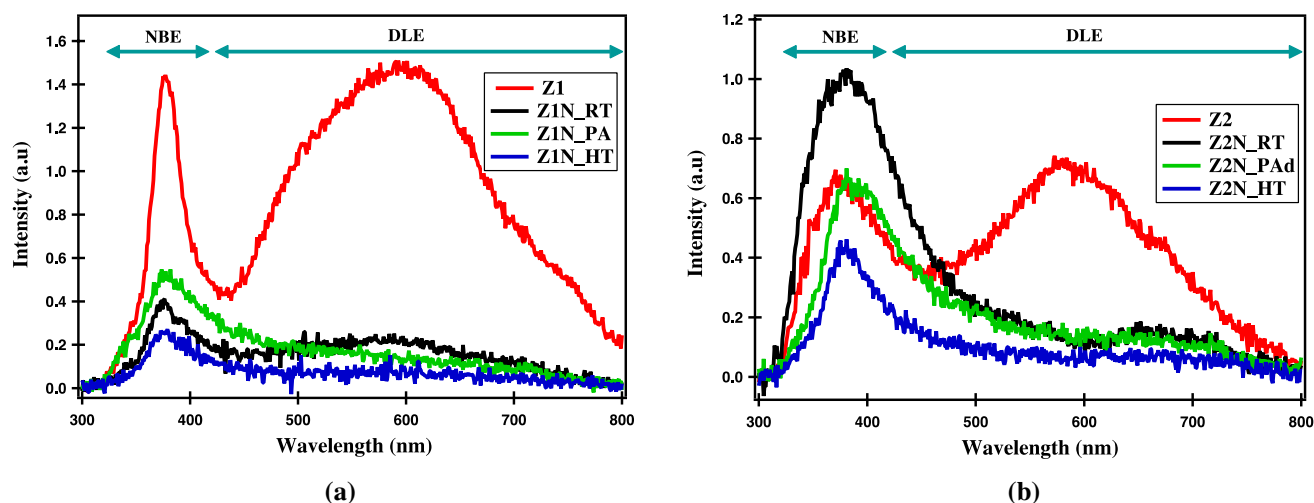 NBE DLE
1.6
1.4
1.2
1.0
0.8
0.6
0.4
0.2
0.0
Intensity (a.u)
Z1
Z1N_RT
Z1N_PA
Z1N_HT
300 400 500 600 700 800
Wavelength (nm)
(a)
NBE DLE
1.2
1.0
0.8
0.6
0.4
0.2
0.0
Intensity (a.u)
Z2
Z2N_RT
Z2N_PAd
Z2N_HT
300 400 500 600 700 800
Wavelength (nm)
(b)